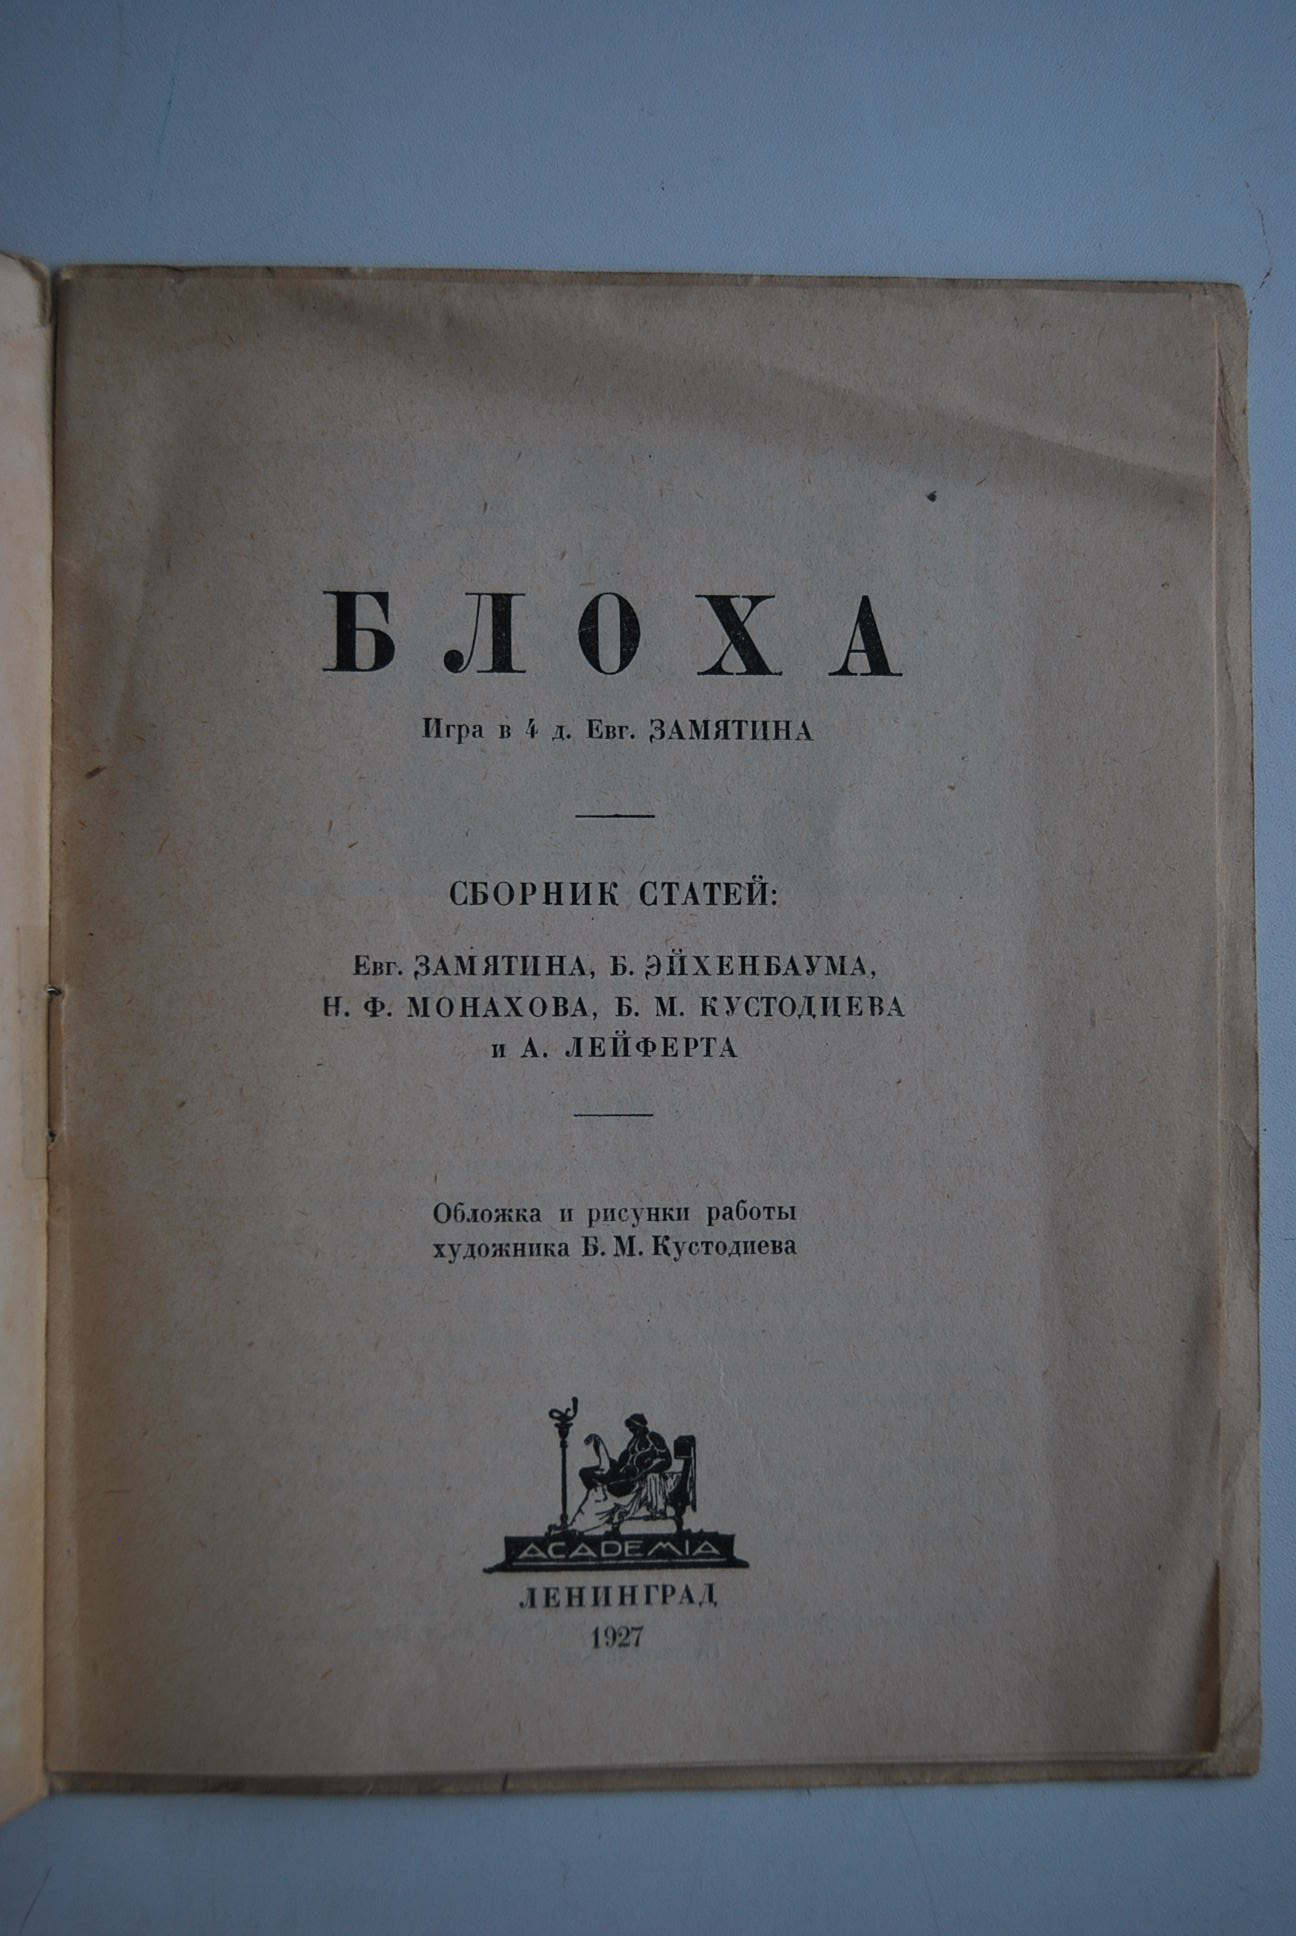 БЛОХА
Игра в 4 д. Евг. ЗАМЯТИНА
СБОРНИК СТАТЕЙ:
Евг. ЗАМЯТИНА, Б. ЭЙХЕНБАУМА,
Н. Ф. МОНАХОВА, Б. М. КУСТОДИЕВА
и А. ЛЕЙФЕРТА
Обложка и рисунки работы
художника Б. М. Кустодиева
ACADEMIA
ЛЕНИНГРАД
1927